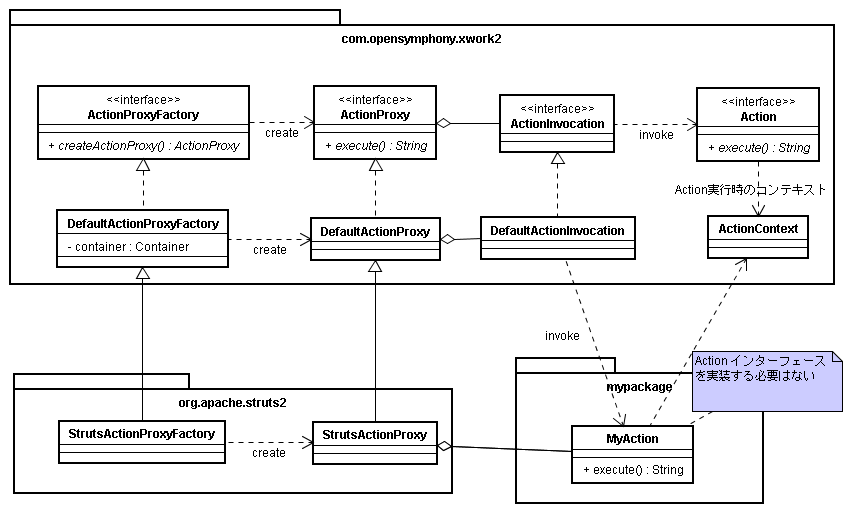 com.opensymphony.xwork2
<<interface>>
ActionProxyFactory
+ createActionProxy() : ActionProxy
create
<<interface>>
ActionProxy
+ execute() : String
<<interface>>
ActionInvocation
invoke
<<interface>>
Action
+ execute() : String
Action実行時のコンテキスト
DefaultActionProxyFactory
- container : Container
create
DefaultActionProxy
DefaultActionInvocation
ActionContext
invoke
Action インターフェース
を実装する必要はない
mypackage
org.apache.struts2
StrutsActionProxyFactory
create
StrutsActionProxy
MyAction
+ execute() : String